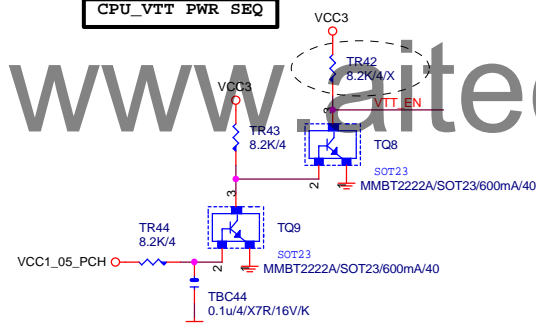 CPU_VTT PWR SEQ
VCC3
TR42
8.2K/4/X
www.aitec
VCC3
VTT_EN
3
TR43
8.2K/4
TQ8
2
SOT23
MMBT2222A/SOT23/600mA/40
3
TR44
8.2K/4
TQ9
VCC1_05_PCH
2
SOT23
MMBT2222A/SOT23/600mA/40
TBC44
0.1u/4/X7R/16V/K